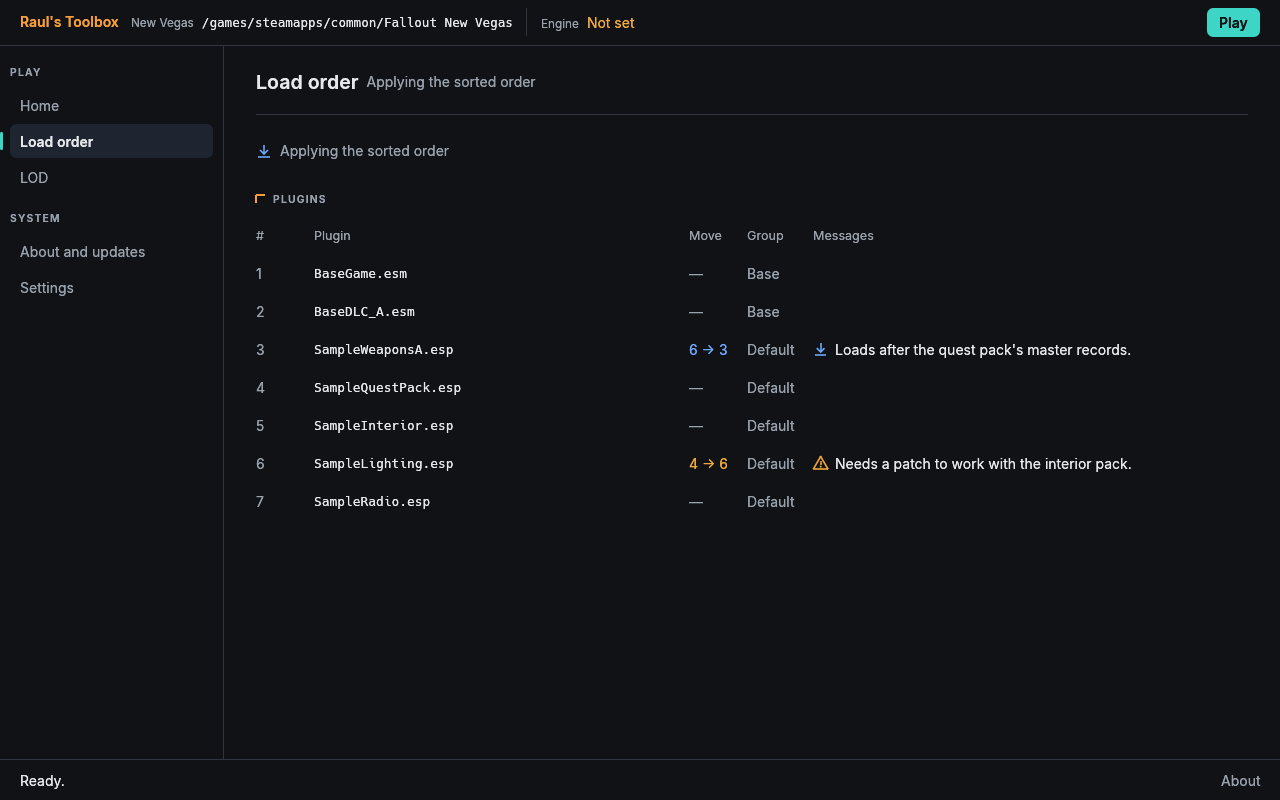 Raul's Toolbox New Vegas /games/steamapps/common/Fallout New Vegas Engine Not set Play
PLAY
Home
Load order
LOD
SYSTEM
About and updates
Settings
Load order Applying the sorted order
Applying the sorted order
PLUGINS
# Plugin Move Group Messages
1 BaseGame.esm — Base
2 BaseDLC_A.esm — Base
3 SampleWeaponsA.esp 6 → 3 Default Loads after the quest pack's master records.
4 SampleQuestPack.esp — Default
5 SampleInterior.esp — Default
6 SampleLighting.esp 4 → 6 Default Needs a patch to work with the interior pack.
7 SampleRadio.esp — Default
Ready. About